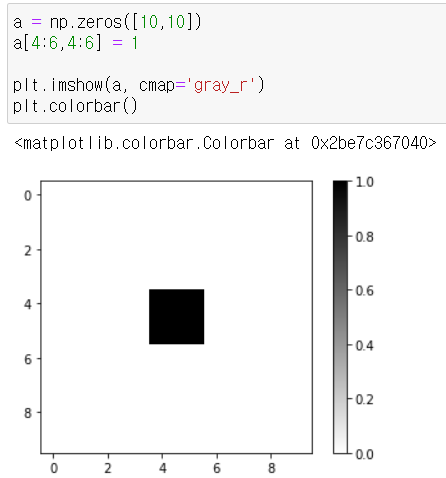 a = np.zeros([10,10])
a[4:6,4:6] = 1
plt.imshow(a, cmap='gray_r')
plt.colorbar()
<matplotlib.colorbar.Colorbar at 0x2be7c367040>
0
2
4
6
8
0 2 4 6 8
1.0
0.8
0.6
0.4
0.2
0.0